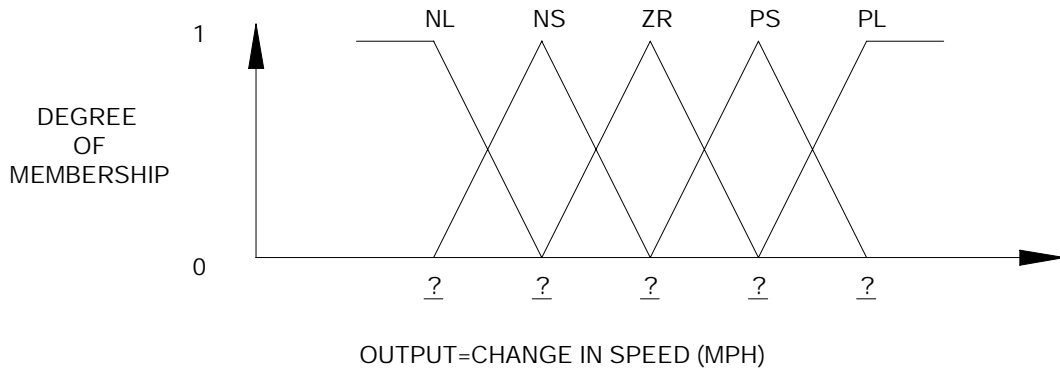 NL NS ZR PS PL
1
DEGREE
OF
MEMBERSHIP
0
? ? ? ? ?
OUTPUT=CHANGE IN SPEED (MPH)